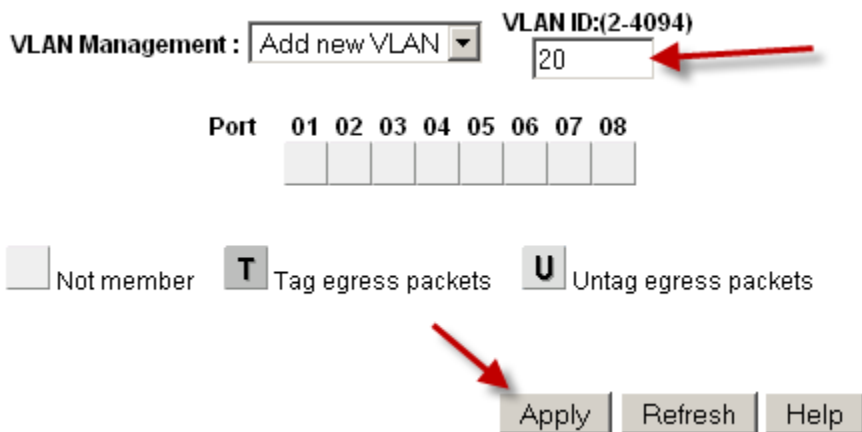 VLAN Management : Add new VLAN
VLAN ID:(2-4094)
20
Port 01 02 03 04 05 06 07 08
Not member T Tag egress packets U Untag egress packets
Apply Refresh Help